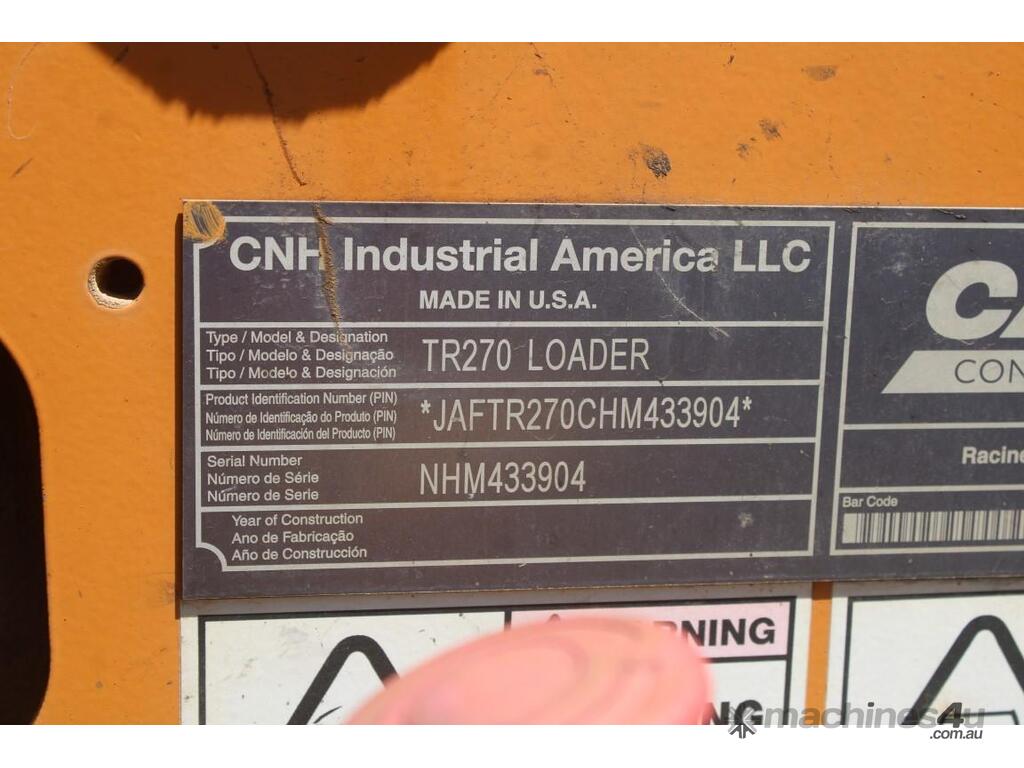 CNH Industrial America LLC
MADE IN U.S.A.
Type / Model & Designation
Tipo / Modelo & Designação
Tipo / Modelo & Designación
TR270 LOADER
Product Identification Number (PIN)
Número de Identificação do Produto (PIN)
Número de Identificación del Producto (PIN)
*JAFTR270CHM433904*
Serial Number
Número de Série
Número de Serie
NHM433904
Year of Construction
Ano de Fabricação
Año de Construcción
CON
Racine
Bar Code
machines4u
.com.au